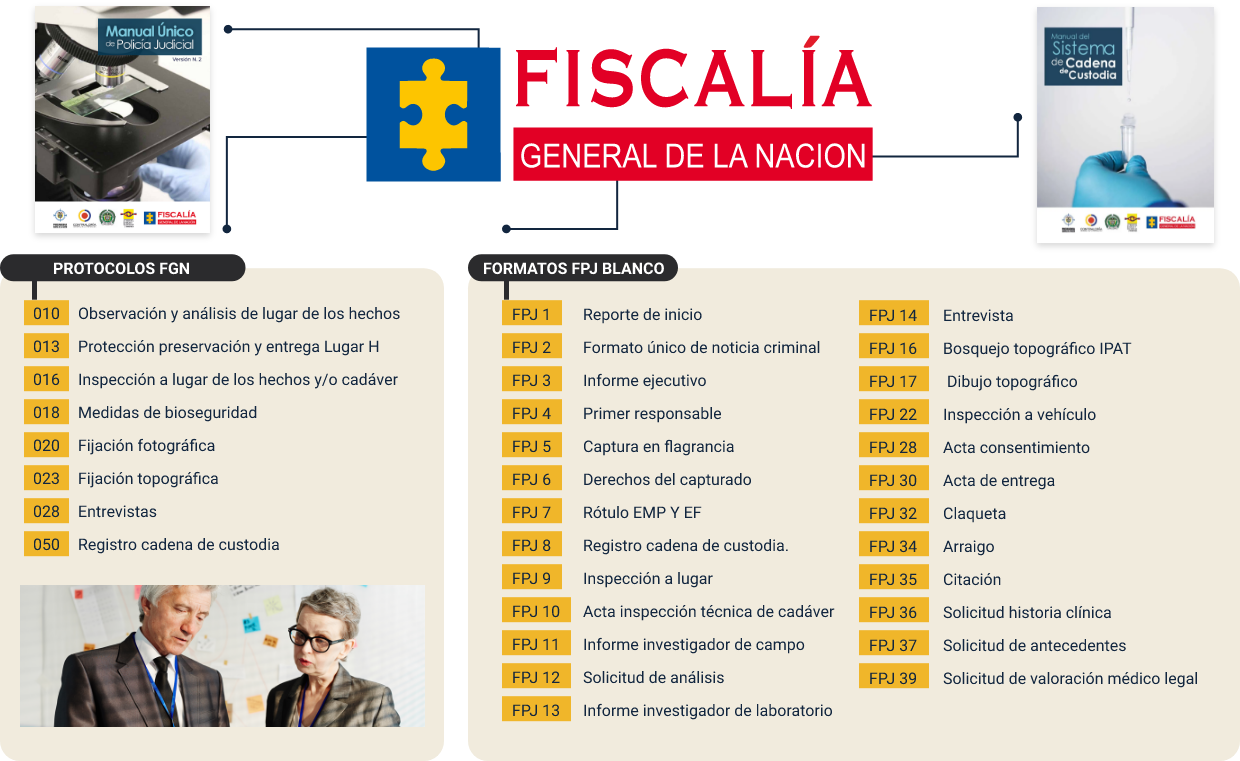 Manual Único
de Policía Judicial
Versión N.2
FISCALÍA
GENERAL DE LA NACION
Manual del
Sistema
de Cadena
de Custodia
FISCALÍA
GENERAL DE LA NACION
FISCALÍA
PROTOCOLOS FGN
010 Observación y análisis de lugar de los hechos
013 Protección preservación y entrega Lugar H
016 Inspección a lugar de los hechos y/o cadáver
018 Medidas de bioseguridad
020 Fijación fotográfica
023 Fijación topográfica
028 Entrevistas
050 Registro cadena de custodia
FORMATOS FPJ BLANCO
FPJ 1 Reporte de inicio
FPJ 2 Formato único de noticia criminal
FPJ 3 Informe ejecutivo
FPJ 4 Primer responsable
FPJ 5 Captura en flagrancia
FPJ 6 Derechos del capturado
FPJ 7 Rótulo EMP Y EF
FPJ 8 Registro cadena de custodia.
FPJ 9 Inspección a lugar
FPJ 10 Acta inspección técnica de cadáver
FPJ 11 Informe investigador de campo
FPJ 12 Solicitud de análisis
FPJ 13 Informe investigador de laboratorio
FPJ 14 Entrevista
FPJ 16 Bosquejo topográfico IPAT
FPJ 17 Dibujo topográfico
FPJ 22 Inspección a vehículo
FPJ 28 Acta consentimiento
FPJ 30 Acta de entrega
FPJ 32 Claqueta
FPJ 34 Arraigo
FPJ 35 Citación
FPJ 36 Solicitud historia clínica
FPJ 37 Solicitud de antecedentes
FPJ 39 Solicitud de valoración médico legal